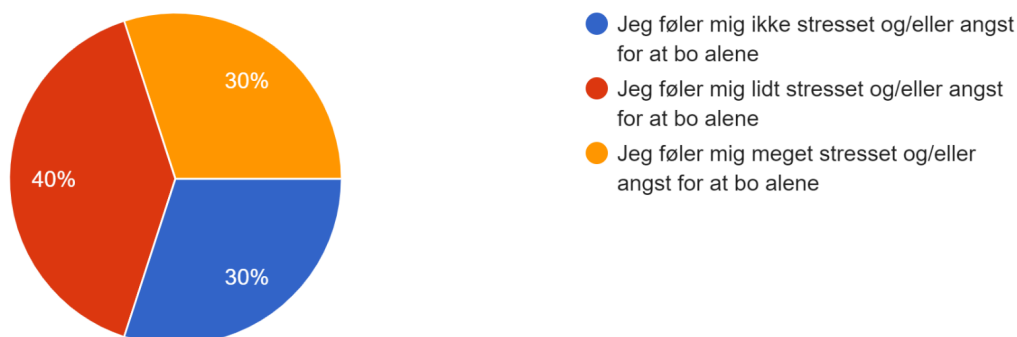 30%
40%
30%
Jeg føler mig ikke stresset og/eller angst
for at bo alene
Jeg føler mig lidt stresset og/eller angst
for at bo alene
Jeg føler mig meget stresset og/eller
angst for at bo alene